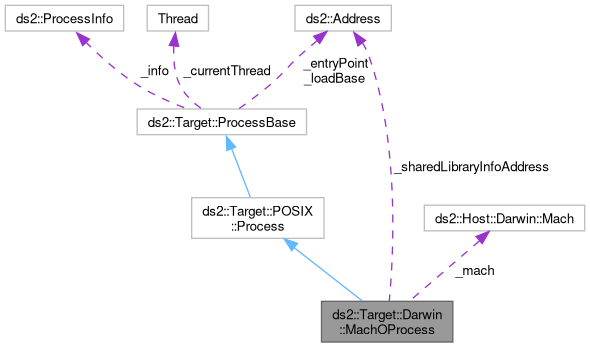 ds2::ProcessInfo
Thread
ds2::Address
_info
_currentThread
_entryPoint
_loadBase
ds2::Target::ProcessBase
_sharedLibraryInfoAddress
ds2::Target::POSIX
::Process
ds2::Host::Darwin::Mach
_mach
ds2::Target::Darwin
::MachOProcess